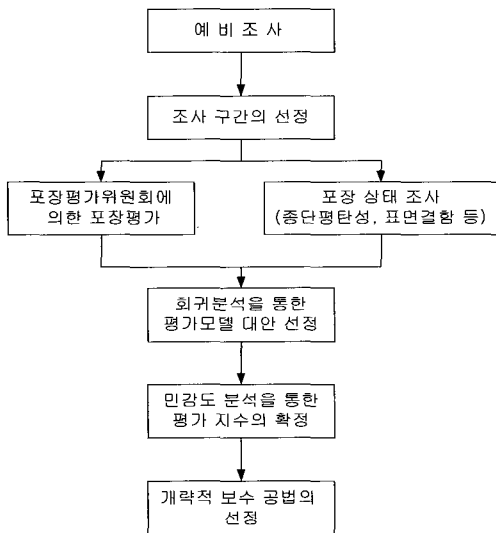 예 비 조 사
조사 구간의 선정
포장평가위원회에
의한 포장평가
포장 상태 조사
(종단평탄성, 표면결함 등)
회귀분석을 통한
평가모델 대안 선정
민감도 분석을 통한
평가 지수의 확정
개략적 보수 공법의
선정